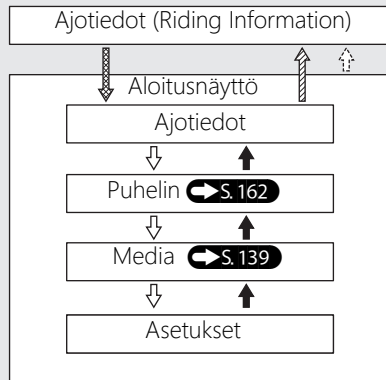 Ajotiedot (Riding Information)
Aloitusnäyttö
Ajotiedot
Puhelin S. 162
Media S. 139
Asetukset